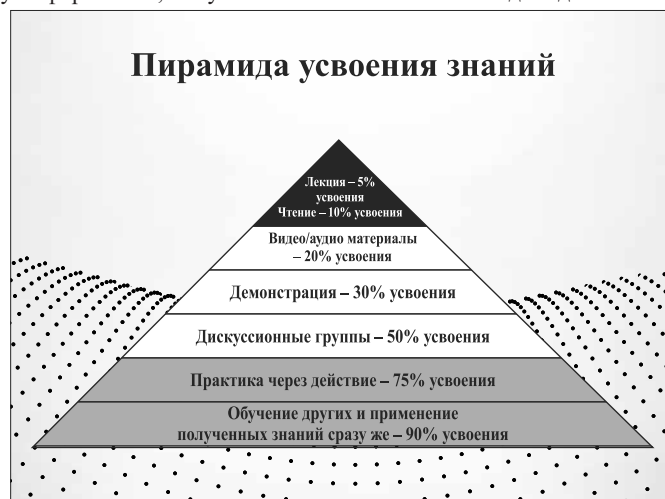 Пирамида усвоения знаний
Лекция – 5%
усвоения
Чтение – 10% усвоения
Видео/аудио материалы
– 20% усвоения
Демонстрация – 30% усвоения
Дискуссионные группы – 50% усвоения
Практика через действие – 75% усвоения
Обучение других и применение
полученных знаний сразу же – 90% усвоения